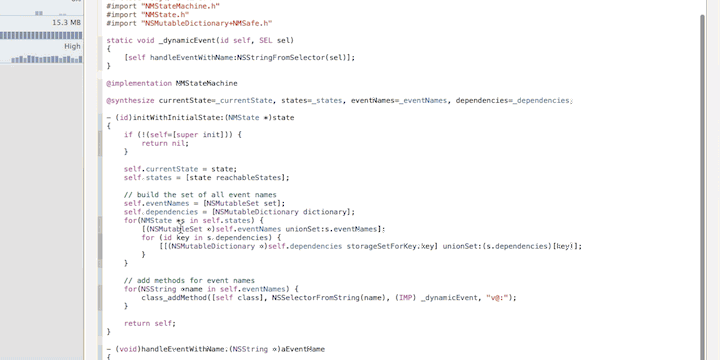 15.3 MB
High
#import "NMStateMachine.h"
#import "NMState.h"
#import "NSMutableDictionary+NMSafe.h"
static void _dynamicEvent(id self, SEL sel)
{
[self handleEventWithName:NSStringFromSelector(sel)];
}
@implementation NMStateMachine
@synthesize currentState=_currentState, states=_states, eventNames=_eventNames, dependencies=_dependencies;
- (id)initWithInitialState:(NMState *)state
{
if (!(self=[super init])) {
return nil;
}
self.currentState = state;
self.states = [state reachableStates];
// build the set of all event names
self.eventNames = [NSMutableSet set];
self.dependencies = [NSMutableDictionary dictionary];
for(NMState *s in self.states) {
[(NSMutableSet *)self.eventNames unionSet:s.eventNames];
for (id key in s.dependencies) {
[[(NSMutableDictionary *)self.dependencies storageSetForKey:key] unionSet:(s.dependencies)[key]];
}
}
// add methods for event names
for(NSString *name in self.eventNames) {
class_addMethod([self class], NSSelectorFromString(name), (IMP) _dynamicEvent, "v@:");
}
return self;
}
- (void)handleEventWithName:(NSString *)aEventName
{